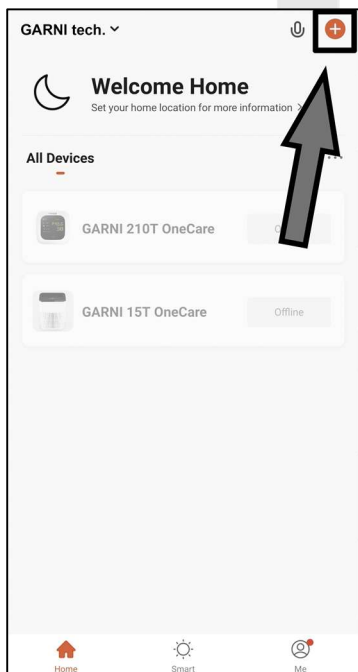 GARNI tech.
Welcome Home
Set your home location for more information >
All Devices
GARNI 210T OneCare
GARNI 15T OneCare
Offline
Home
Smart
Me